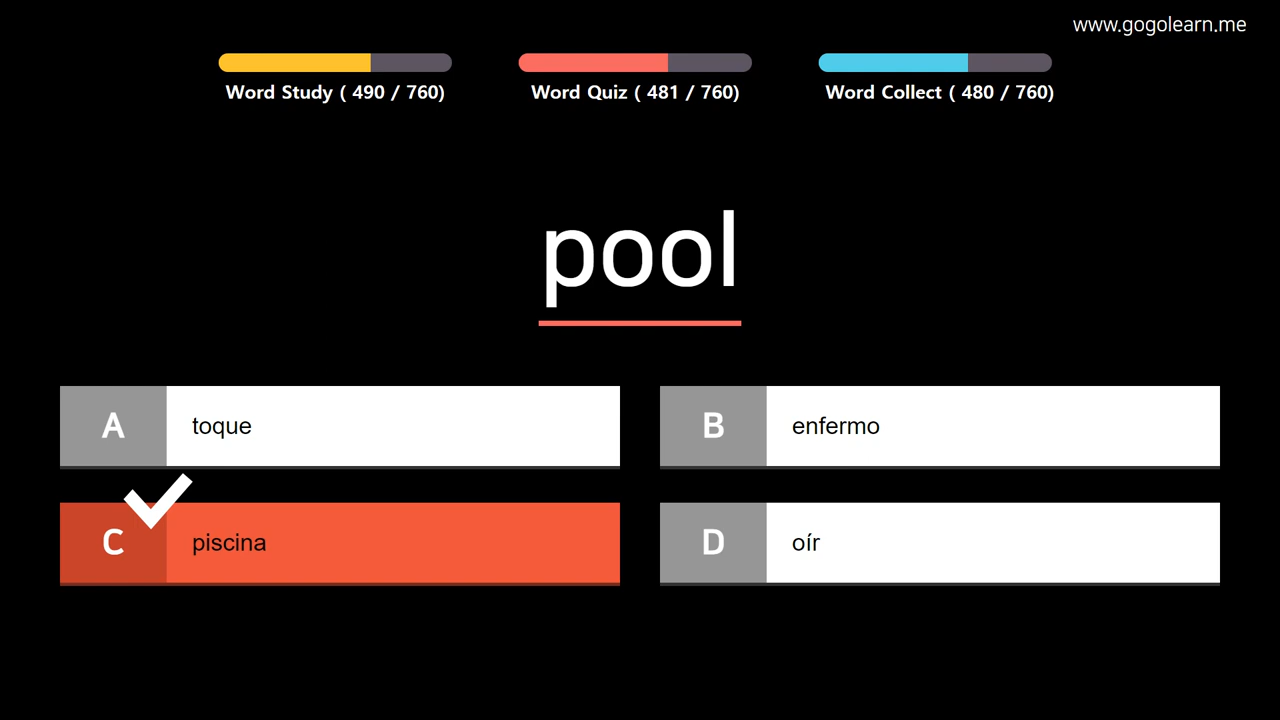 www.gogolearn.me
Word Study ( 490 / 760)
Word Quiz ( 481 / 760)
Word Collect ( 480 / 760)
pool
A
toque
B
enfermo
C
piscina
D
oír